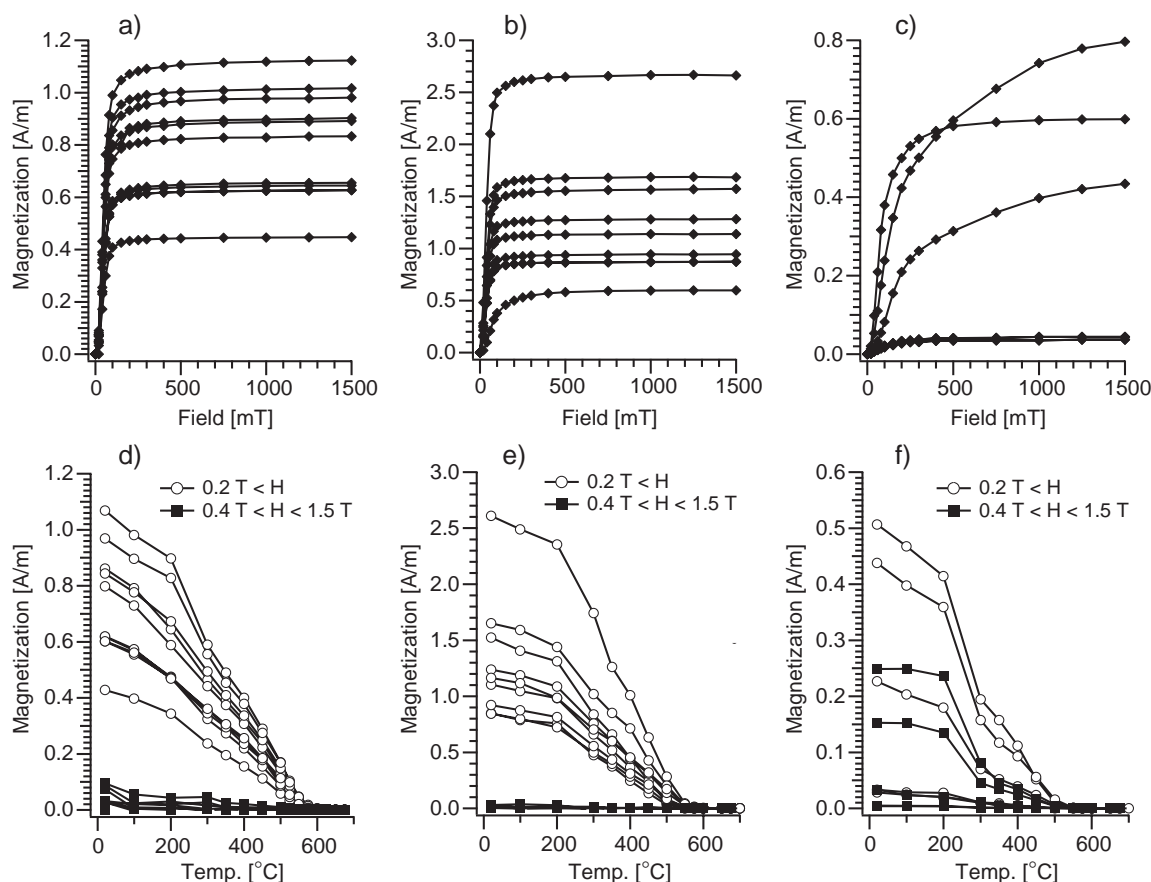 a)
1.2
1.0
0.8
0.6
0.4
0.2
0.0
Magnetization [A/m]
0
500
1000
1500
Field [mT]
b)
3.0
2.5
2.0
1.5
1.0
0.5
0.0
Magnetization [A/m]
0
500
1000
1500
Field [mT]
c)
0.8
0.6
0.4
0.2
0.0
Magnetization [A/m]
0
500
1000
1500
Field [mT]
d)
1.2
1.0
0.8
0.6
0.4
0.2
0.0
Magnetization [A/m]
0.2 T < H
0.4 T < H < 1.5 T
0
200
400
600
Temp. [°C]
e)
3.0
2.5
2.0
1.5
1.0
0.5
0.0
Magnetization [A/m]
0.2 T < H
0.4 T < H < 1.5 T
0
200
400
600
Temp. [°C]
f)
0.6
0.5
0.4
0.3
0.2
0.1
0.0
Magnetization [A/m]
0.2 T < H
0.4 T < H < 1.5 T
0
200
400
600
Temp. [°C]